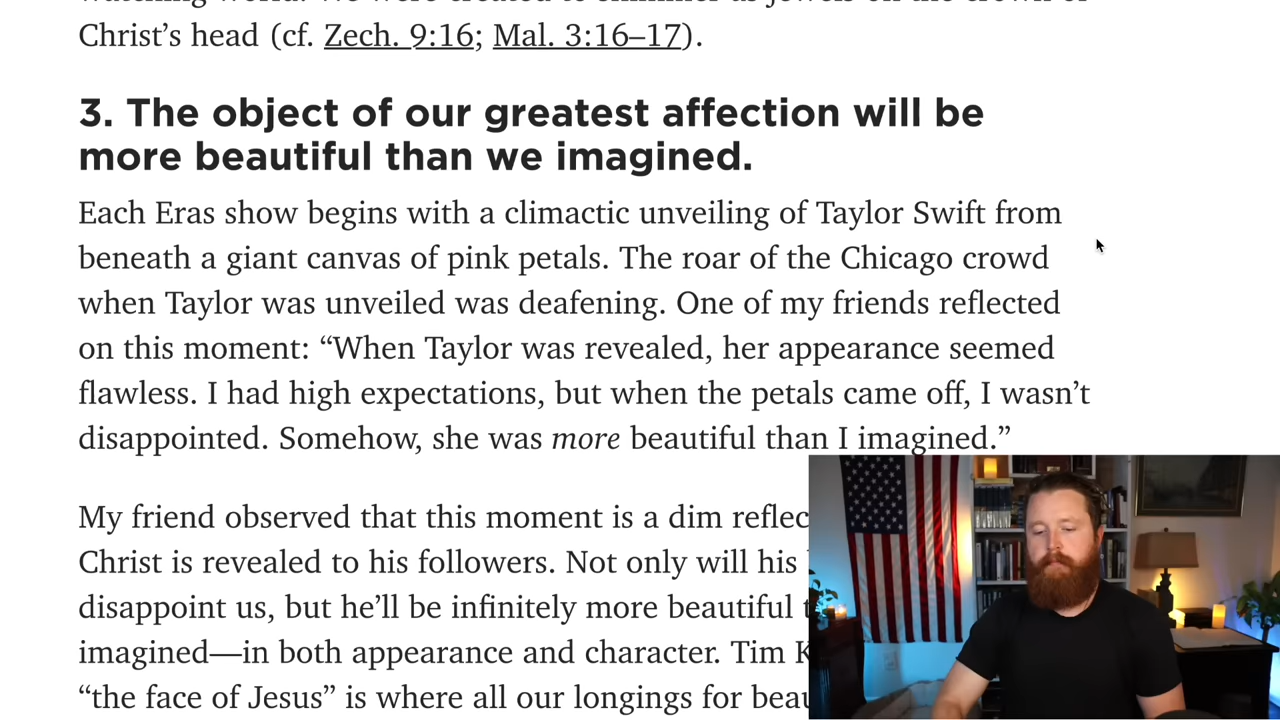 Christ’s head (cf. Zech. 9:16; Mal. 3:16–17).
3. The object of our greatest affection will be
more beautiful than we imagined.
Each Eras show begins with a climactic unveiling of Taylor Swift from
beneath a giant canvas of pink petals. The roar of the Chicago crowd
when Taylor was unveiled was deafening. One of my friends reflected
on this moment: “When Taylor was revealed, her appearance seemed
flawless. I had high expectations, but when the petals came off, I wasn’t
disappointed. Somehow, she was more beautiful than I imagined.”
My friend observed that this moment is a dim reflec
Christ is revealed to his followers. Not only will his
disappoint us, but he’ll be infinitely more beautiful
imagined—in both appearance and character. Tim K
“the face of Jesus” is where all our longings for beau